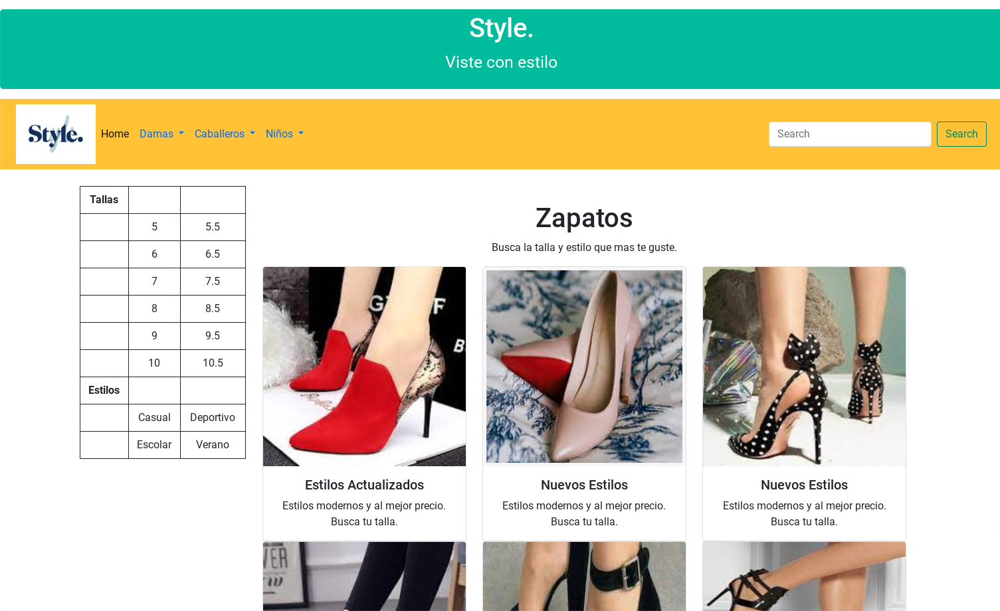 Style.
Viste con estilo
Style.
Home Damas Caballeros Niños Search Search
Tallas
5 5.5
6 6.5
7 7.5
8 8.5
9 9.5
10 10.5
Estilos
Casual Deportivo
Escolar Verano
Zapatos
Busca la talla y estilo que mas te guste.
Estilos Actualizados
Estilos modernos y al mejor precio.
Busca tu talla.
Nuevos Estilos
Estilos modernos y al mejor precio.
Busca tu talla.
Nuevos Estilos
Estilos modernos y al mejor precio.
Busca tu talla.